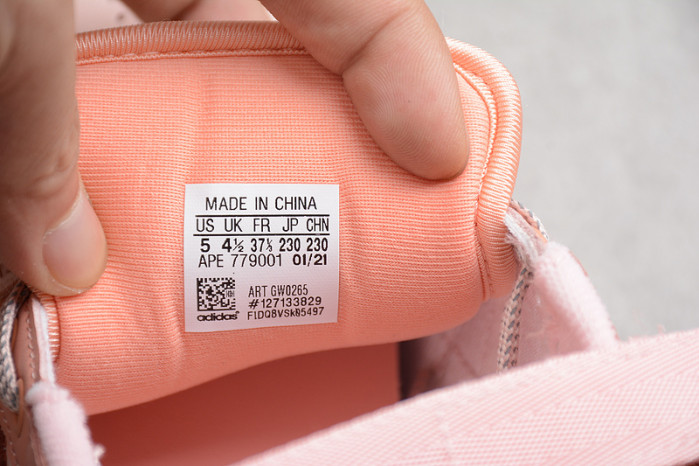 MADE IN CHINA
US UK FR JP CHN
5 4½ 37⅓ 230 230
APE 779001 01/21
ART GW0265
#127133829
F1DQ8VSk05497
adidas